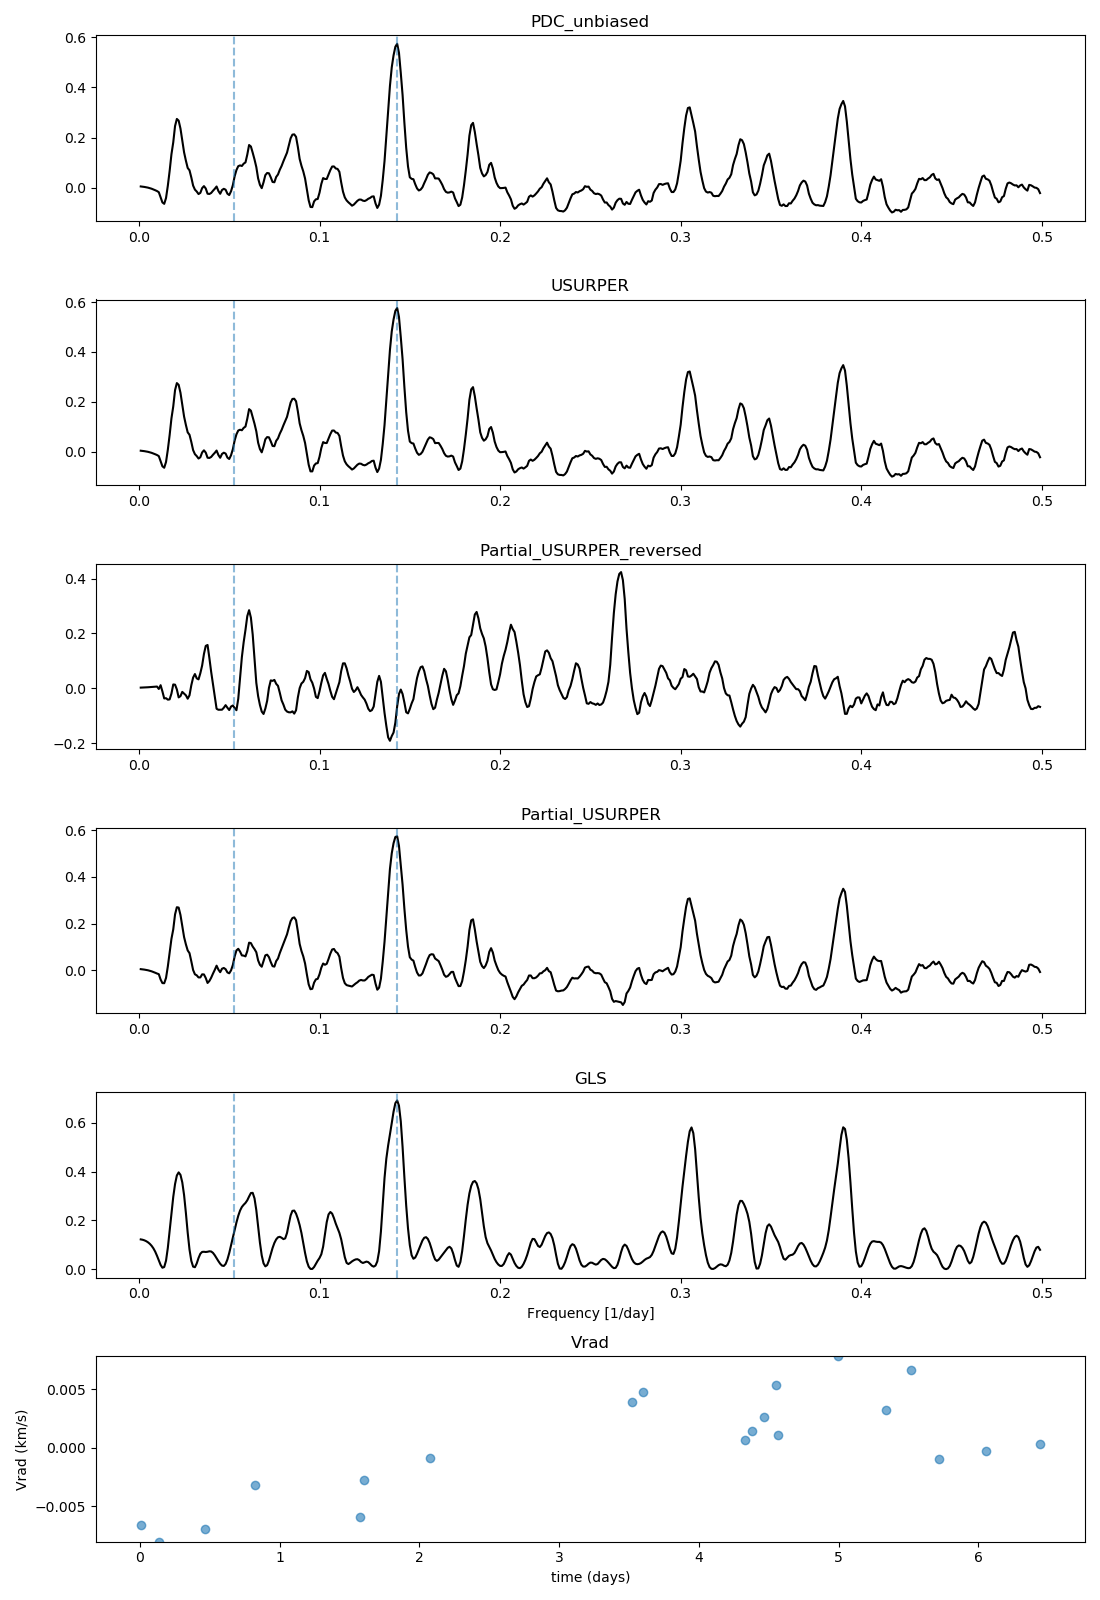 PDC_unbiased
0.6
0.4
0.2
0.0
0.0 0.1 0.2 0.3 0.4 0.5
USURPER
0.6
0.4
0.2
0.0
0.0 0.1 0.2 0.3 0.4 0.5
Partial_USURPER_reversed
0.4
0.2
0.0
−0.2
0.0 0.1 0.2 0.3 0.4 0.5
Partial_USURPER
0.6
0.4
0.2
0.0
0.0 0.1 0.2 0.3 0.4 0.5
GLS
0.6
0.4
0.2
0.0
0.0 0.1 0.2 0.3 0.4 0.5
Frequency [1/day]
Vrad
Vrad (km/s)
0.005
0.000
−0.005
0 1 2 3 4 5 6
time (days)